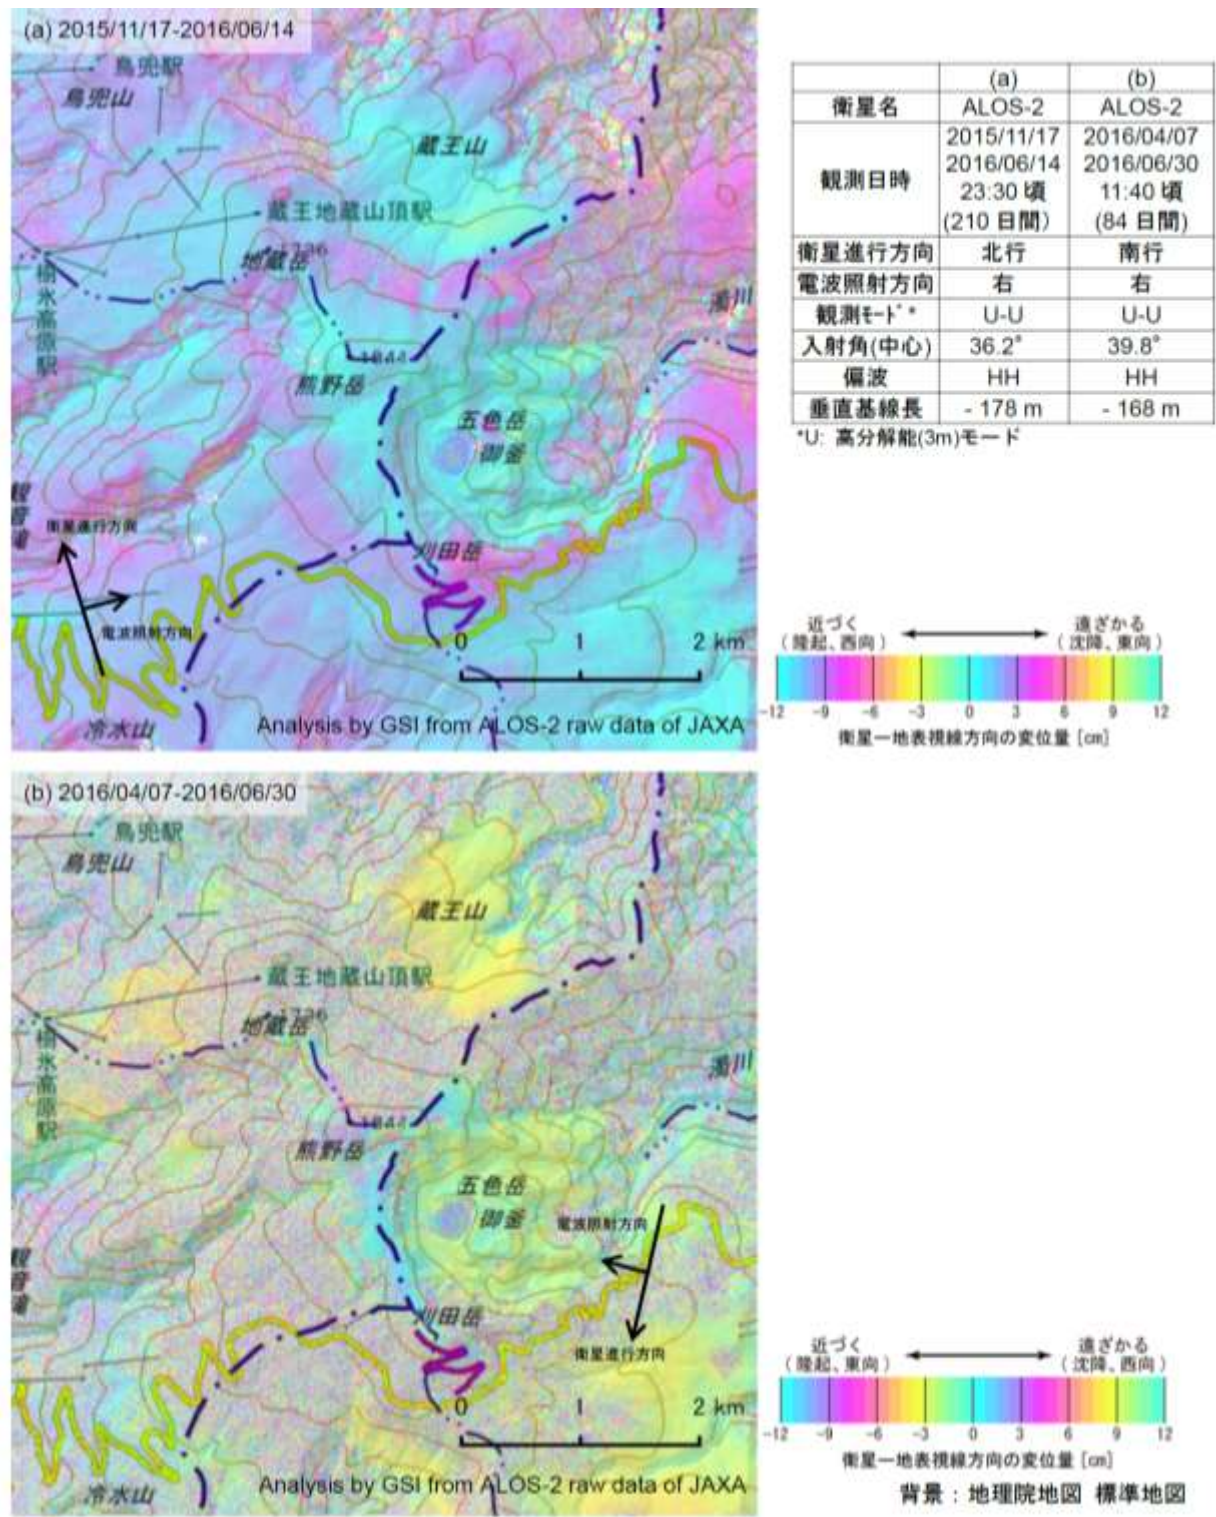 (a) 2015/11/17-2016/06/14
鳥兜駅
鳥兜山
蔵王山
蔵王地蔵山頂駅
1736
地蔵岳
樹氷高原駅
濁川
1844
熊野岳
五色岳
御釜
衛星進行方向
刈田岳
電波照射方向
0 1 2 km
冷水山
Analysis by GSI from ALOS-2 raw data of JAXA
(a) (b)
衛星名 ALOS-2 ALOS-2
観測日時 2015/11/17 2016/04/07
2016/06/14 2016/06/30
23:30 頃 11:40 頃
(210 日間) (84 日間)
衛星進行方向 北行 南行
電波照射方向 右 右
観測ﾓｰﾄﾞ* U-U U-U
入射角(中心) 36.2° 39.8°
偏波 HH HH
垂直基線長 - 178 m - 168 m
*U: 高分解能(3m)モード
近づく 遠ざかる
(隆起、西向) (沈降、東向)
-12 -9 -6 -3 0 3 6 9 12
衛星－地表視線方向の変位量 [cm]
(b) 2016/04/07-2016/06/30
鳥兜駅
鳥兜山
蔵王山
蔵王地蔵山頂駅
1736
地蔵岳
樹氷高原駅
濁川
1844
熊野岳
五色岳
御釜
電波照射方向
刈田岳
衛星進行方向
0 1 2 km
冷水山
Analysis by GSI from ALOS-2 raw data of JAXA
近づく 遠ざかる
(隆起、東向) (沈降、西向)
-12 -9 -6 -3 0 3 6 9 12
衛星－地表視線方向の変位量 [cm]
背景：地理院地図 標準地図